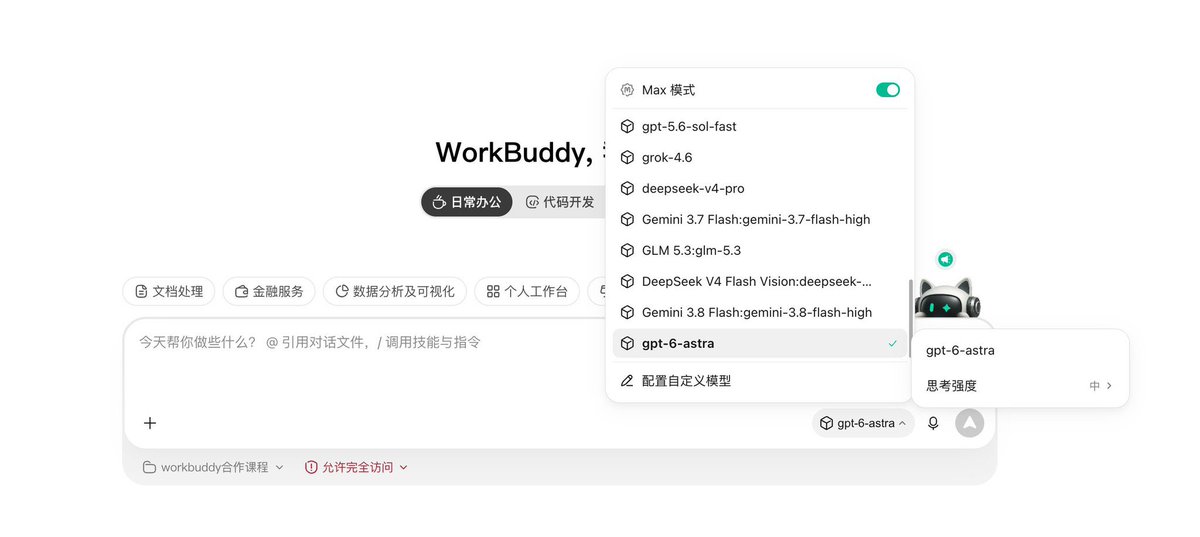 Max 模式
gpt-5.6-sol-fast
grok-4.6
deepseek-v4-pro
Gemini 3.7 Flash:gemini-3.7-flash-high
GLM 5.3:glm-5.3
DeepSeek V4 Flash Vision:deepseek-...
Gemini 3.8 Flash:gemini-3.8-flash-high
gpt-6-astra
配置自定义模型
gpt-6-astra
思考强度 中
WorkBuddy,
日常办公 代码开发
文档处理 金融服务 数据分析及可视化 个人工作台
今天帮你做些什么? @ 引用对话文件, / 调用技能与指令
gpt-6-astra
workbuddy合作课程 允许完全访问